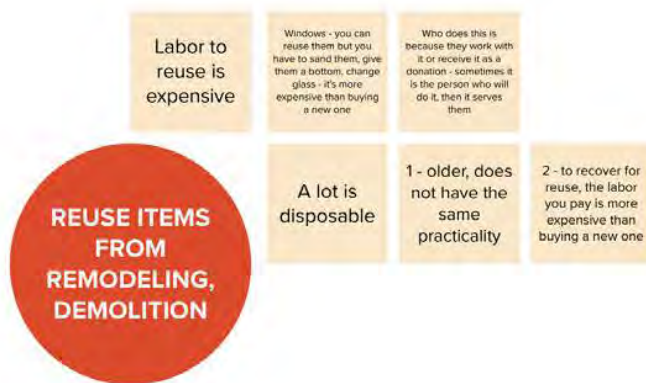 Labor to
reuse is
expensive
Windows - you can
reuse them but you
have to sand them, give
them a bottom, change
glass - it's more
expensive than buying
a new one
Who does this is
because they work with
it or receive it as a
donation - sometimes it
is the person who will
do it, then it serves
them
REUSE ITEMS
FROM
REMODELING,
DEMOLITION
A lot is
disposable
1 - older, does
not have the
same
practicality
2 - to recover for
reuse, the labor
you pay is more
expensive than
buying a new one